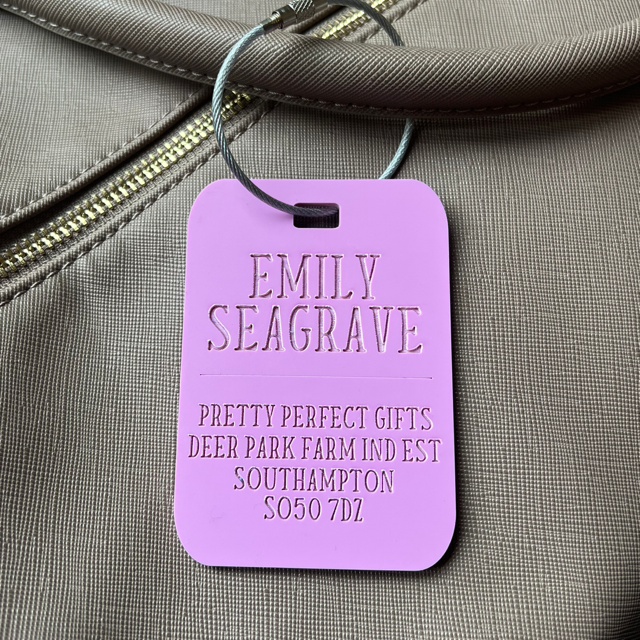 EMILY
SEAGRAVE
PRETTY PERFECT GIFTS
DEER PARK FARM IND EST
SOUTHAMPTON
SO50 7DZ